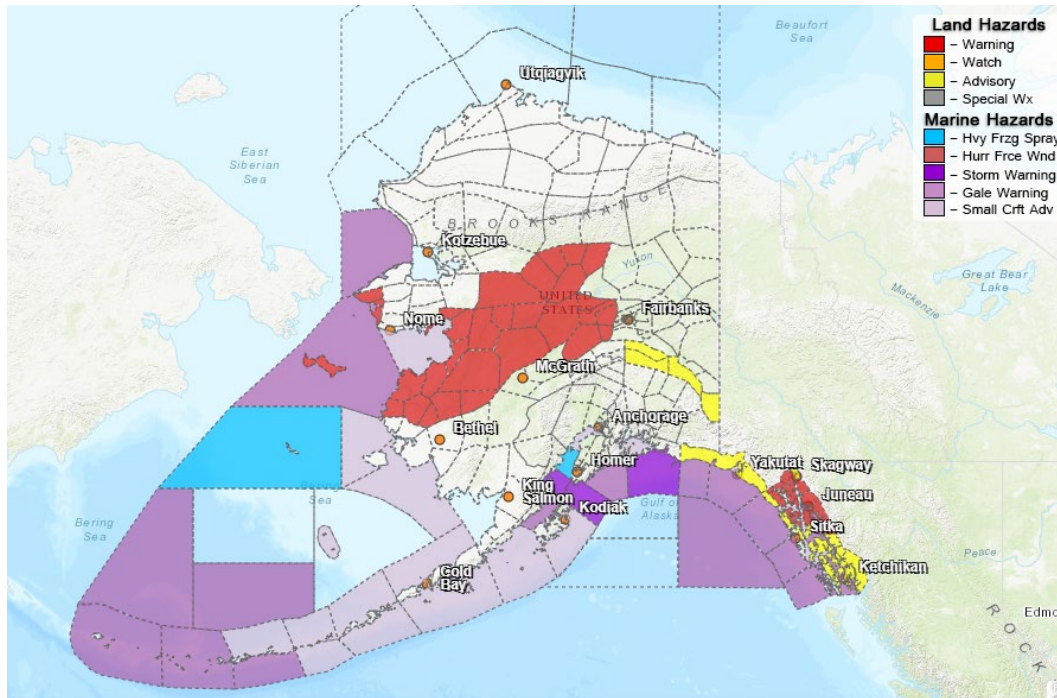 Land Hazards
– Warning
– Watch
– Advisory
– Special Wx
Marine Hazards
– Hvy Frzg Spray
– Hurr Frce Wnd
– Storm Warning
– Gale Warning
– Small Crft Adv
Beaufort
Sea
Utqiagvik
East
Siberian
Sea
BROOKS RANGE
Kotzebue
Yukon
Great Bear
Lake
Mackenzie
UNITED
STATES
Fairbanks
Nome
McGrath
Anchorage
Bethel
Yakutat
Skagway
Homer
King
Salmon
Juneau
Kodiak
Gulf of
Alaska
Sea
Bering
Sea
Sitka
Peace
Ketchikan
Cold
Bay
Edmo
ROCK